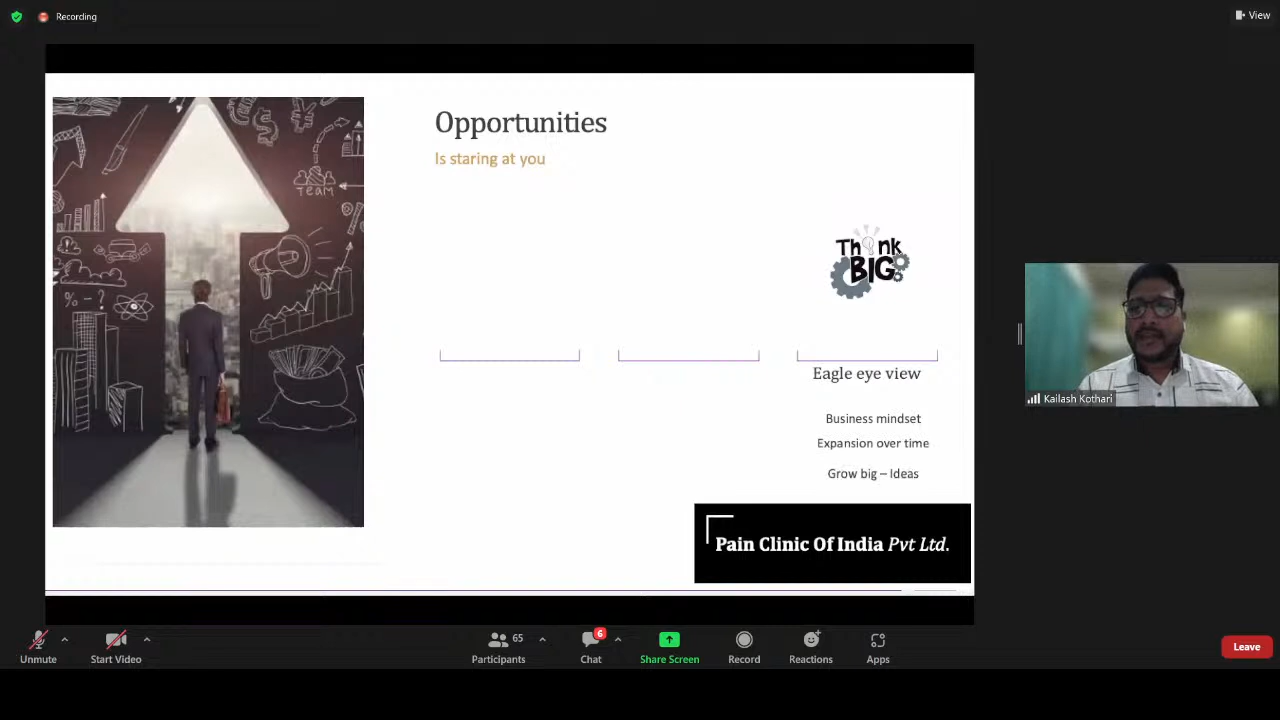 Recording
View
Opportunities
Is staring at you
TEAM
% - ?
Think
BIG
Eagle eye view
Business mindset
Expansion over time
Grow big – Ideas
Pain Clinic Of India Pvt Ltd.
Kailash Kothari
Unmute
Start Video
65
Participants
6
Chat
Share Screen
Record
Reactions
Apps
Leave